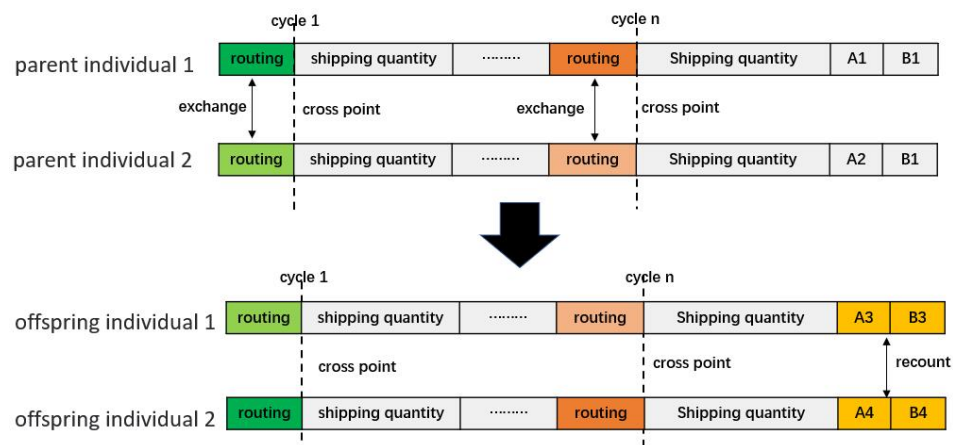 cycle 1 cycle n
parent individual 1 routing shipping quantity ········· routing Shipping quantity A1 B1
exchange cross point exchange cross point
parent individual 2 routing shipping quantity ········· routing Shipping quantity A2 B1
cycle 1 cycle n
offspring individual 1 routing shipping quantity ········· routing Shipping quantity A3 B3
cross point cross point recount
offspring individual 2 routing shipping quantity ········· routing Shipping quantity A4 B4